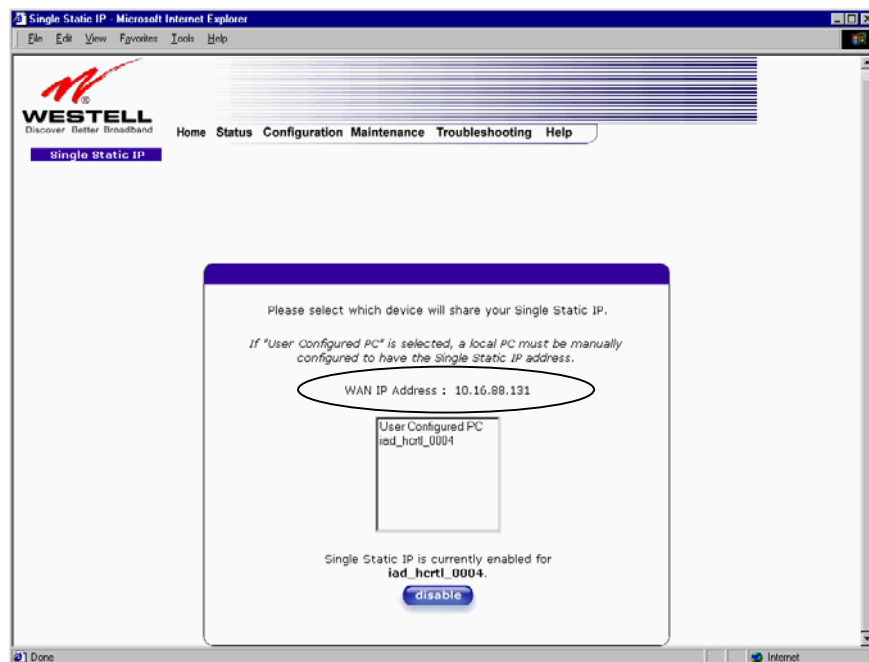 Single Static IP - Microsoft Internet Explorer
File Edit View Favorites Tools Help
WESTELL
Discover Better Broadband
Home Status Configuration Maintenance Troubleshooting Help
Single Static IP
Please select which device will share your Single Static IP.
If "User Configured PC" is selected, a local PC must be manually
configured to have the Single Static IP address.
WAN IP Address : 10.16.88.131
User Configured PC
iad_hcrtl_0004
Single Static IP is currently enabled for
iad_hcrtl_0004.
disable
Done
Internet